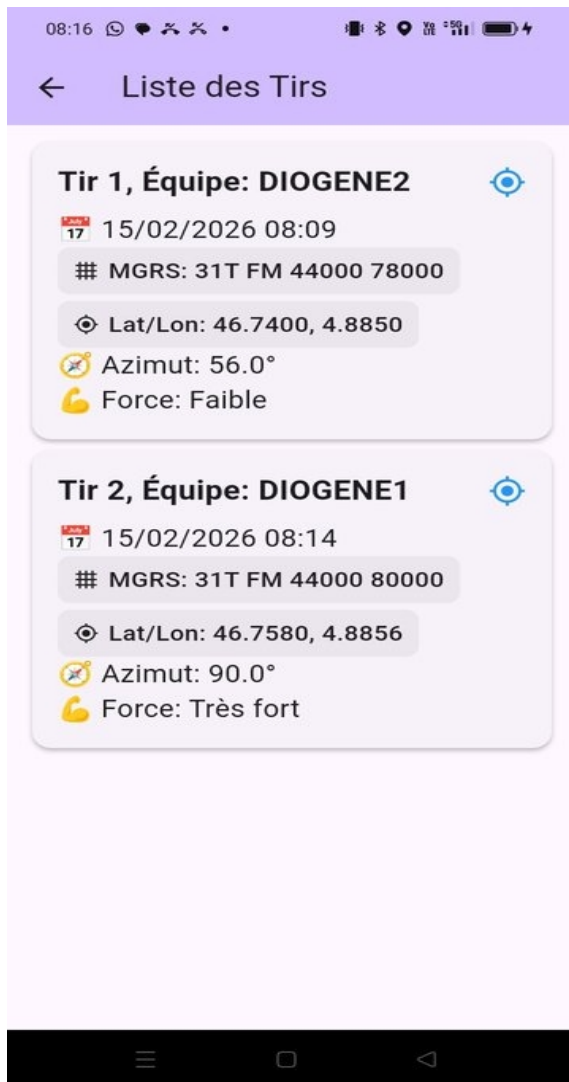 08:16
Liste des Tirs
Tir 1, Équipe: DIOGENE2
15/02/2026 08:09
MGRS: 31T FM 44000 78000
Lat/Lon: 46.7400, 4.8850
Azimut: 56.0°
Force: Faible
Tir 2, Équipe: DIOGENE1
15/02/2026 08:14
MGRS: 31T FM 44000 80000
Lat/Lon: 46.7580, 4.8856
Azimut: 90.0°
Force: Très fort